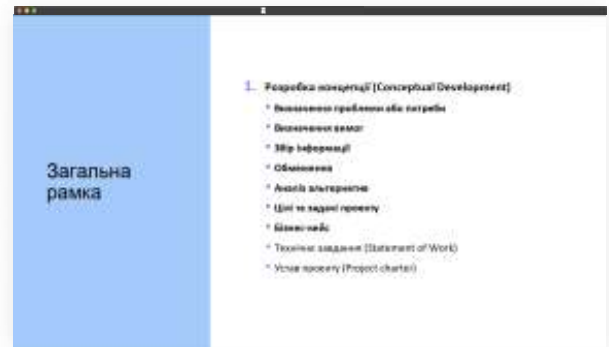 Загальна
рамка
1. Розробка концепції (Conceptual Development)
• Визначення проблеми або потреби
• Визначення вимог
• Збір інформації
• Обмеження
• Аналіз альтернатив
• Цілі та задачі проекту
• Бізнес-кейс
• Технічне завдання (Statement of Work)
• Устав проекту (Project charter)